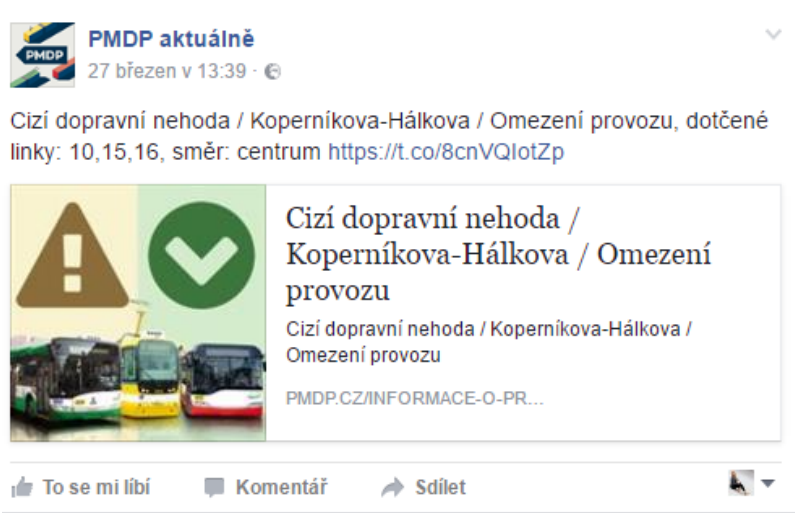 PMDP
PMDP aktuálně
27 březen v 13:39 ·
Cizí dopravní nehoda / Koperníkova-Hálkova / Omezení provozu, dotčené
linky: 10,15,16, směr: centrum https://t.co/8cnVQIotZp
Cizí dopravní nehoda /
Koperníkova-Hálkova / Omezení
provozu
Cizí dopravní nehoda / Koperníkova-Hálkova /
Omezení provozu
PMDP.CZ/INFORMACE-O-PR...
To se mi líbí
Komentář
Sdílet